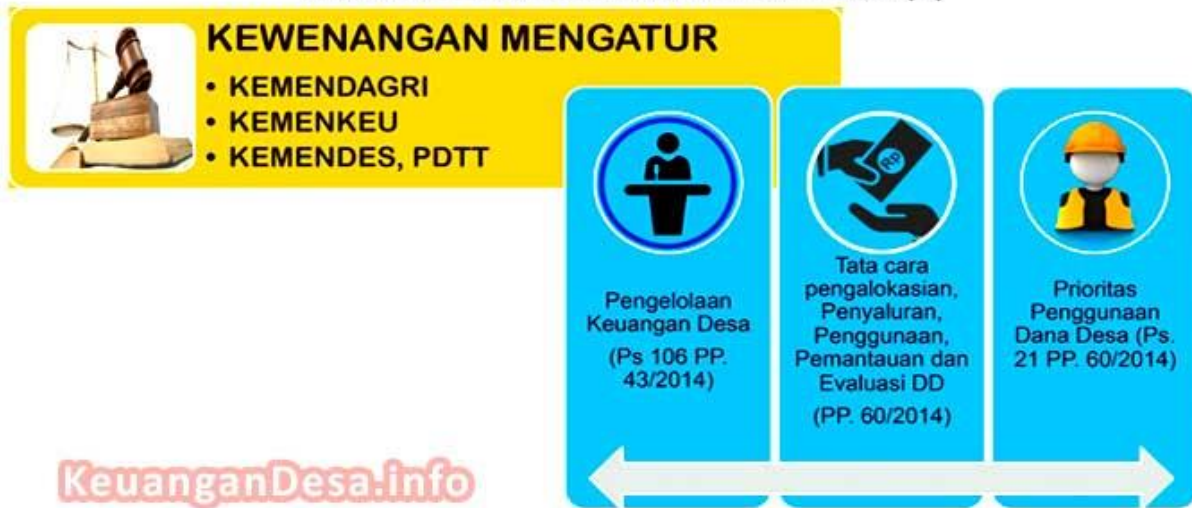 KEWENANGAN MENGATUR
• KEMENDAGRI
• KEMENKEU
• KEMENDES, PDTT
Pengelolaan
Keuangan Desa
(Ps 106 PP.
43/2014)
RP
Tata cara
pengalokasian,
Penyaluran,
Penggunaan,
Pemantauan dan
Evaluasi DD
(PP. 60/2014)
Prioritas
Penggunaan
Dana Desa (Ps.
21 PP. 60/2014)
KeuanganDesa.info